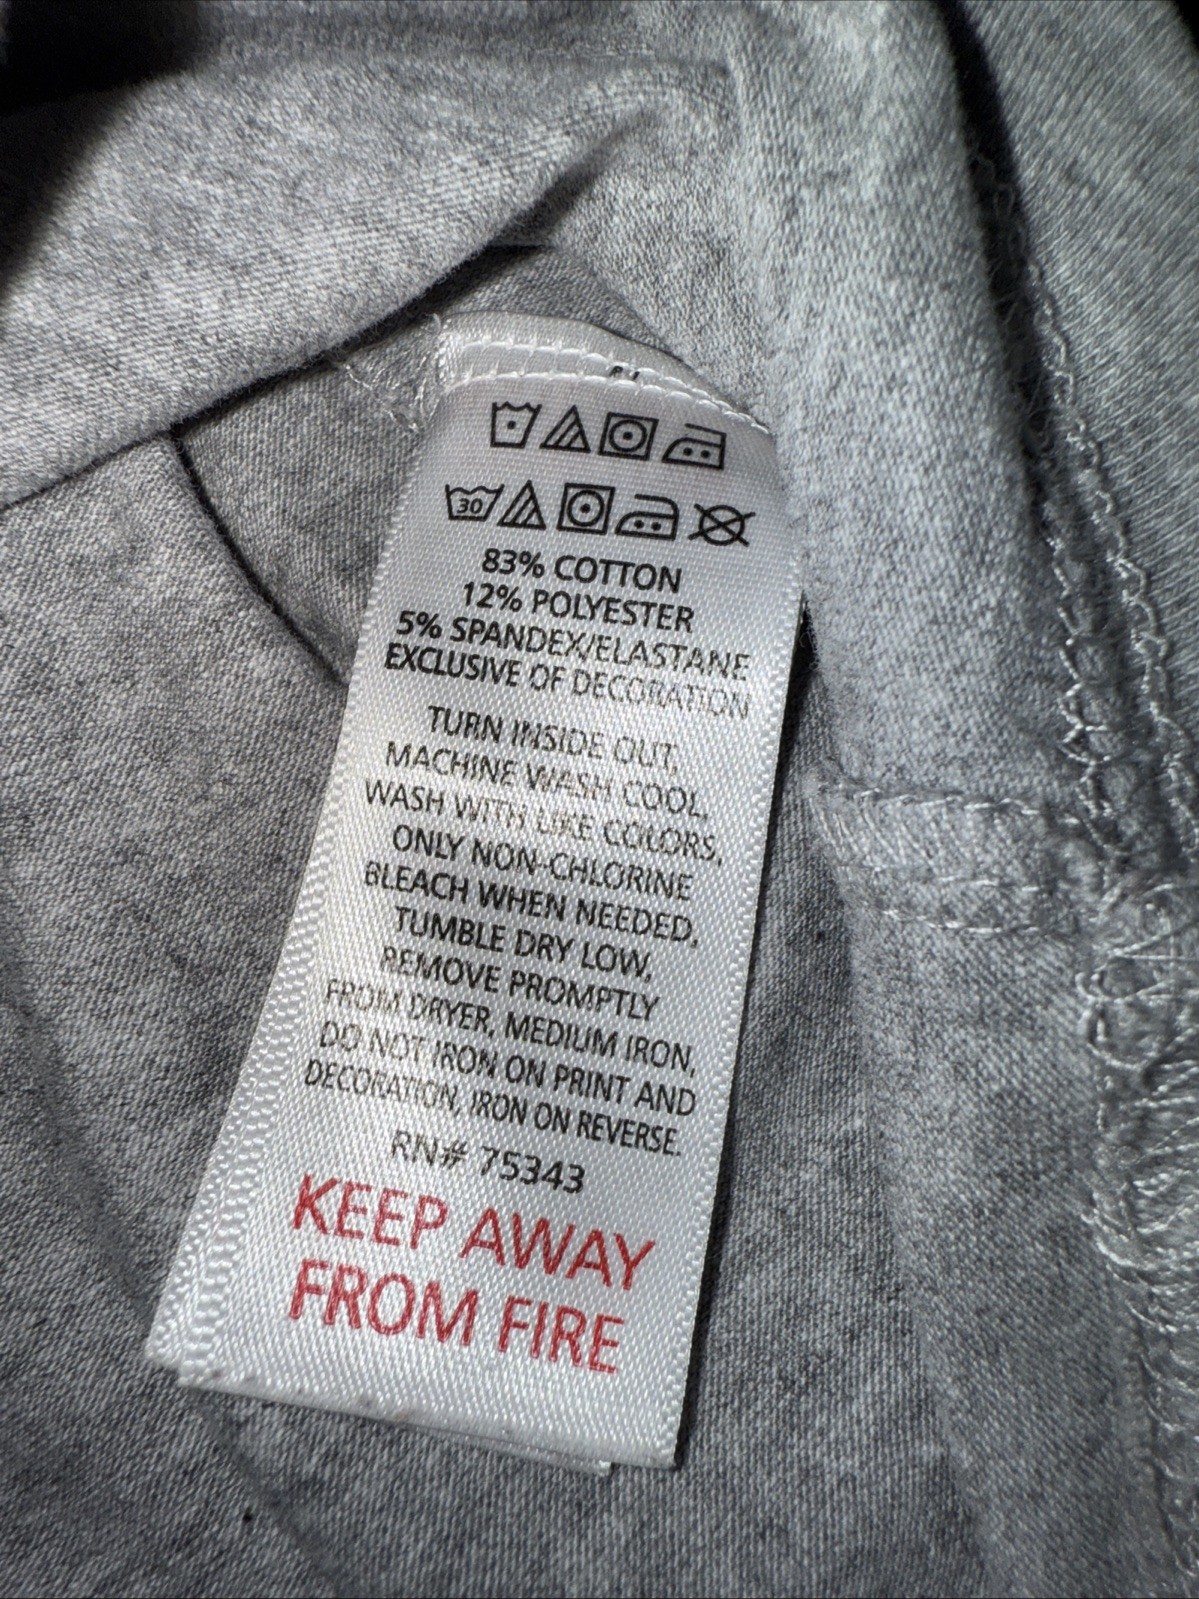 30
83% COTTON
12% POLYESTER
5% SPANDEX/ELASTANE
EXCLUSIVE OF DECORATION
TURN INSIDE OUT,
MACHINE WASH COOL,
WASH WITH LIKE COLORS,
ONLY NON-CHLORINE
BLEACH WHEN NEEDED,
TUMBLE DRY LOW,
REMOVE PROMPTLY
FROM DRYER, MEDIUM IRON,
DO NOT IRON ON PRINT AND
DECORATION, IRON ON REVERSE.
RN# 75343
KEEP AWAY
FROM FIRE